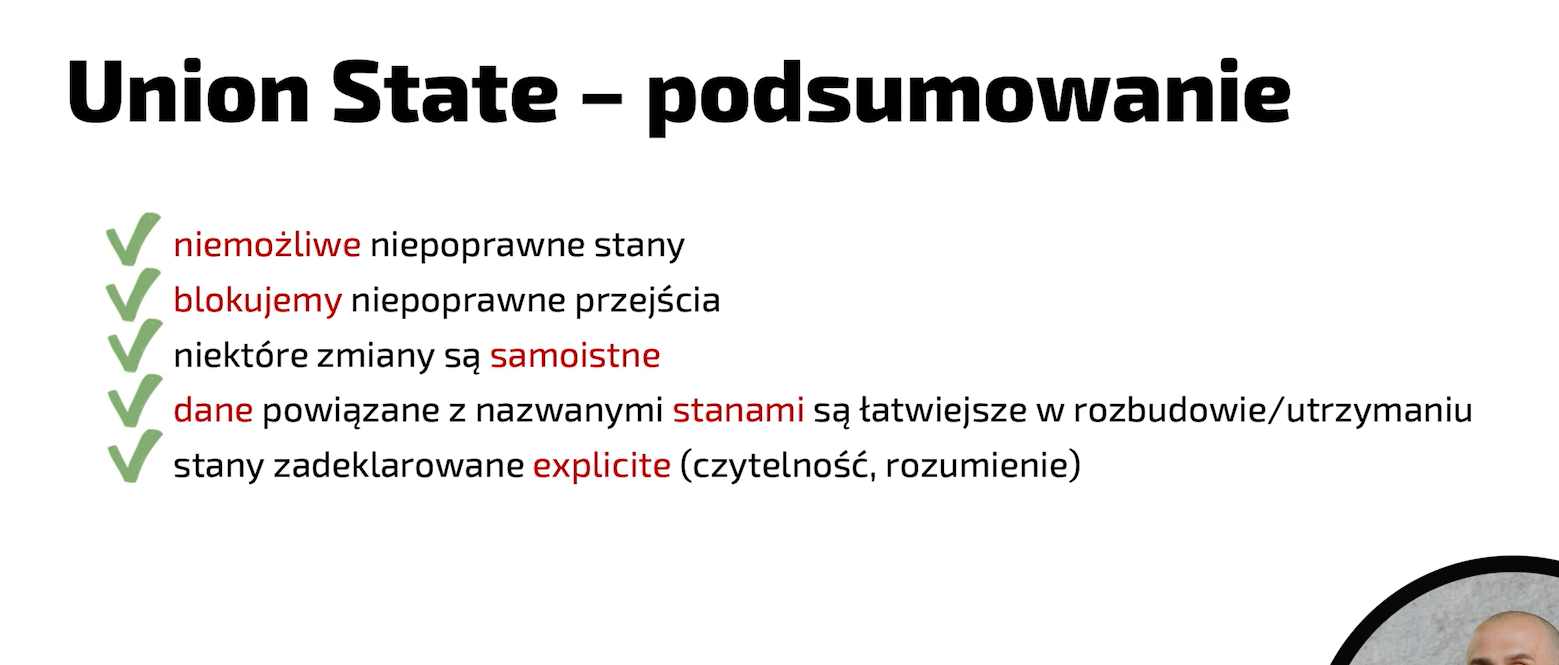 Union State – podsumowanie
niemożliwe niepoprawne stany
blokujemy niepoprawne przejścia
niektóre zmiany są samoistne
dane powiązane z nazwanymi stanami są łatwiejsze w rozbudowie/utrzymaniu
stany zadeklarowane explicite (czytelność, rozumienie)